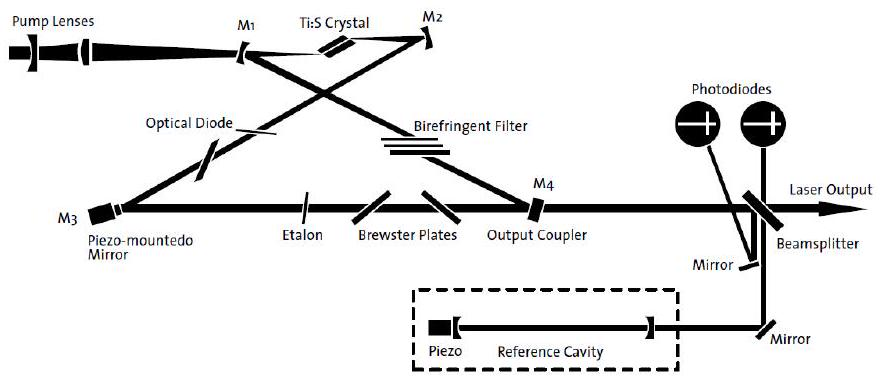 Pump Lenses
M1
Ti:S Crystal
M2
Photodiodes
Optical Diode
Birefringent Filter
M4
Laser Output
M3
Piezo-mountedo
Mirror
Etalon
Brewster Plates
Output Coupler
Beamsplitter
Mirror
Mirror
Piezo
Reference Cavity